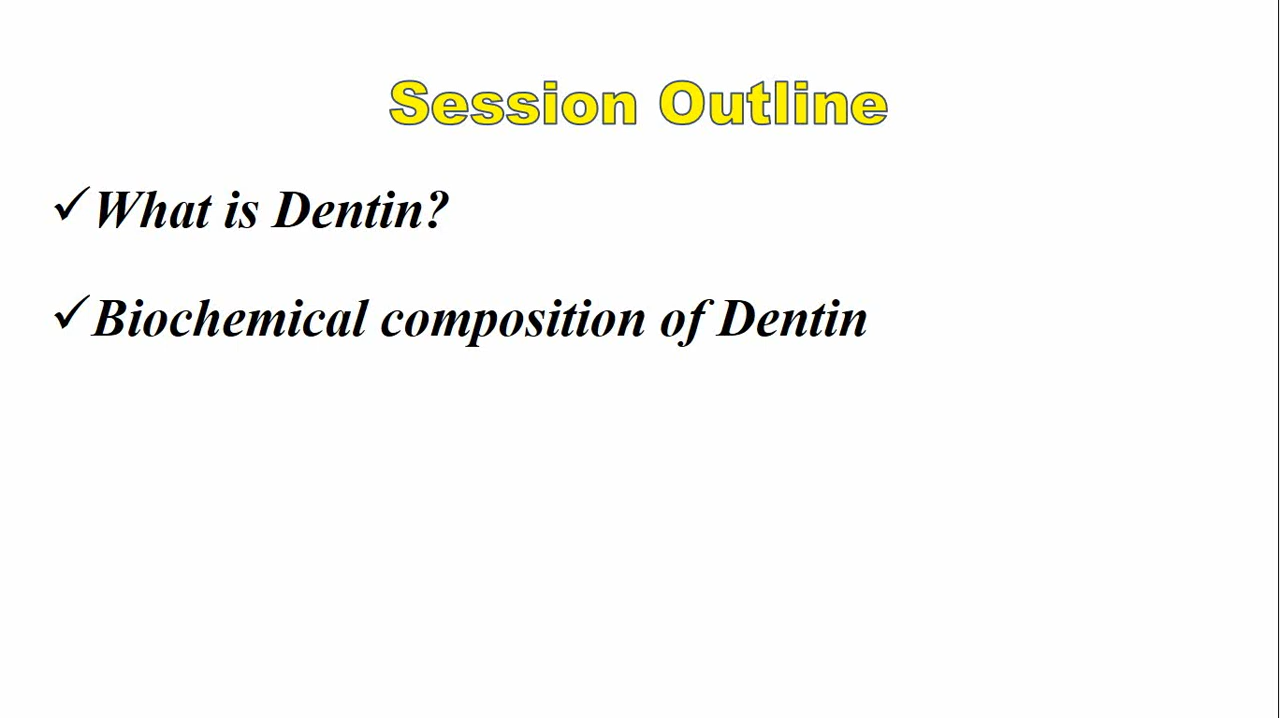 Session Outline
✓What is Dentin?
✓Biochemical composition of Dentin